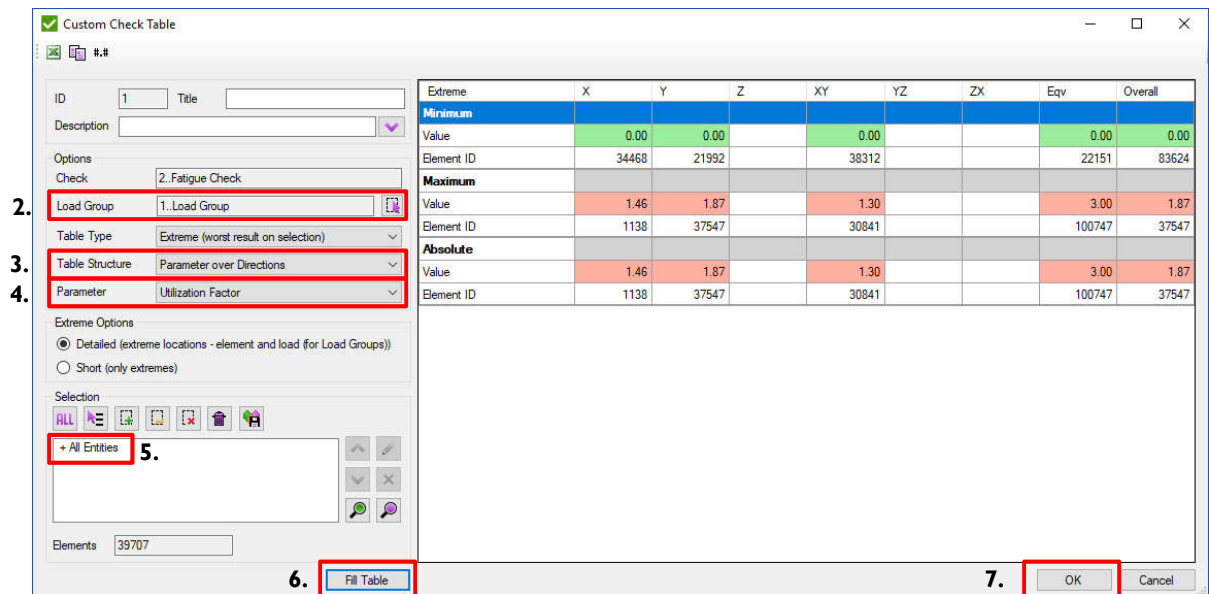 Custom Check Table
#.#
ID 1 Title
Description
Options
Check 2..Fatigue Check
2. Load Group 1..Load Group
Table Type Extreme (worst result on selection)
3. Table Structure Parameter over Directions
4. Parameter Utilization Factor
Extreme Options
Detailed (extreme locations - element and load (for Load Groups))
Short (only extremes)
Selection
ALL
+ All Entities 5.
Elements 39707
6. Fill Table
Extreme X Y Z XY YZ ZX Eqv Overall
Minimum
Value 0.00 0.00 0.00 0.00 0.00
Element ID 34468 21992 38312 22151 83624
Maximum
Value 1.46 1.87 1.30 3.00 1.87
Element ID 1138 37547 30841 100747 37547
Absolute
Value 1.46 1.87 1.30 3.00 1.87
Element ID 1138 37547 30841 100747 37547
7. OK Cancel